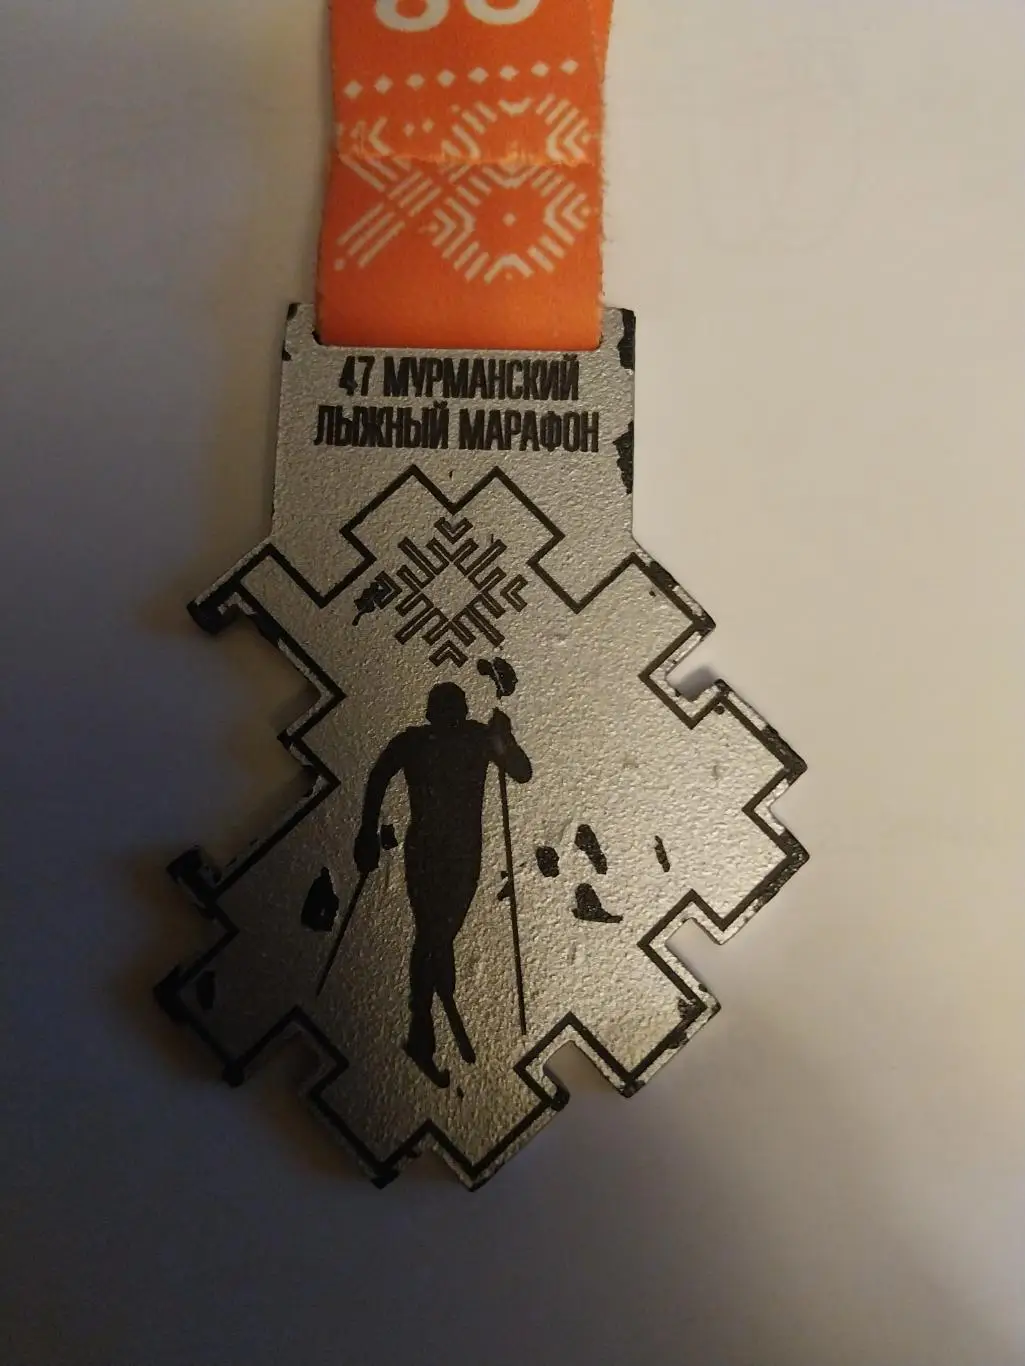 47 МУРМАНСКИЙ
ЛЫЖНЫЙ МАРАФОН